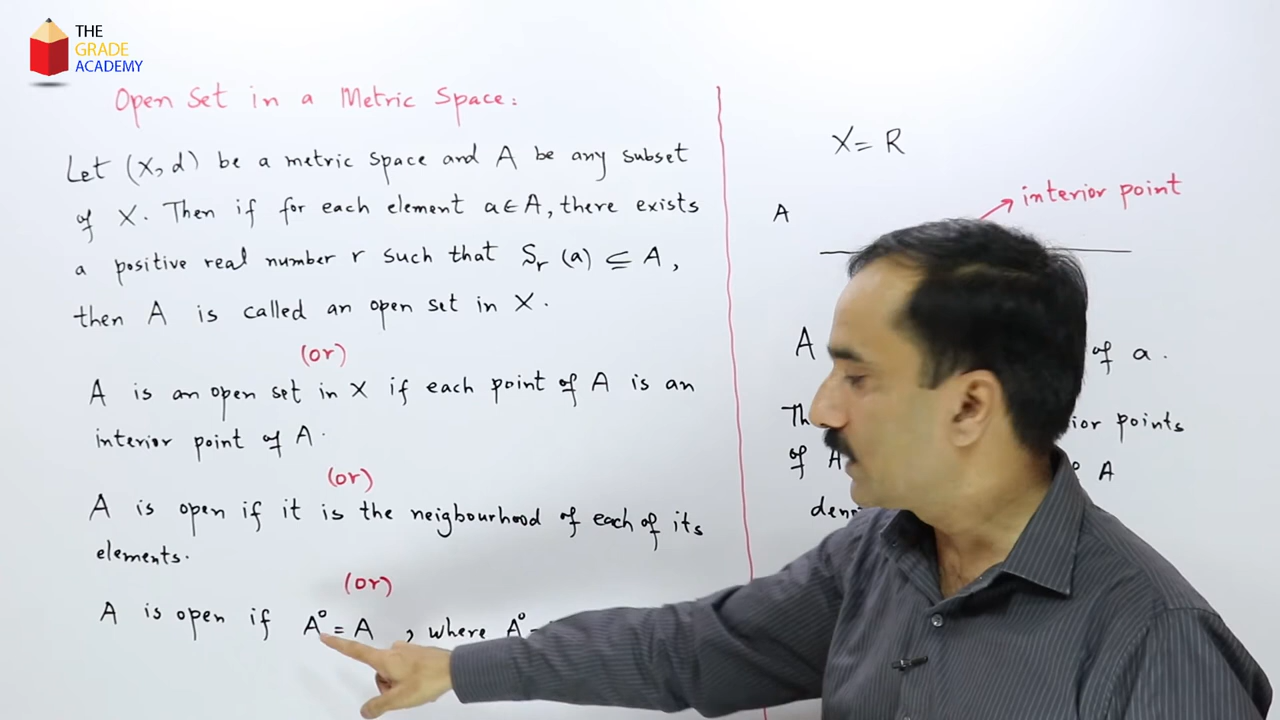 THE
GRADE
ACADEMY
Open Set in a Metric Space:
Let (X, d) be a metric space and A be any subset
of X. Then if for each element a ∈ A, there exists
a positive real number r such that Sr (a) ⊆ A,
then A is called an open set in X.
(or)
A is an open set in X if each point of A is an
interior point of A.
(or)
A is open if it is the neigbourhood of each of its
elements.
(or)
A is open if A° = A , where A° =
X = R
interior point
A
A of a.
points
of A A